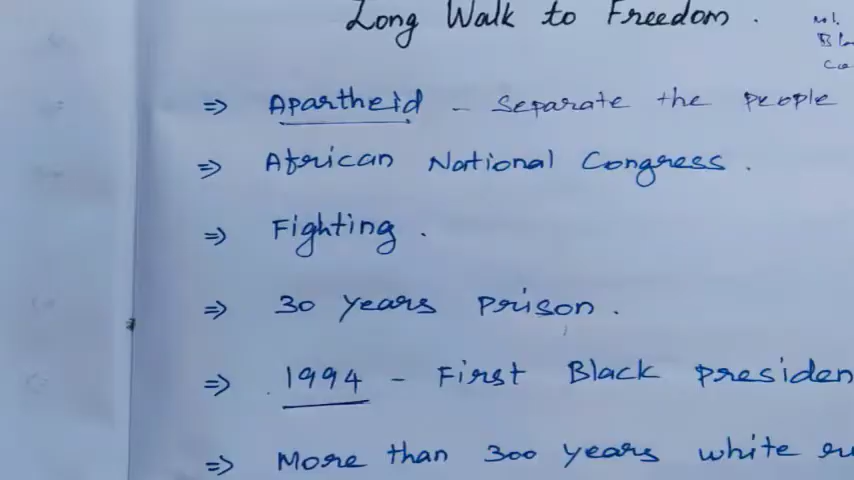 Long Walk to Freedom.
⇒ Apartheid - Separate the people
⇒ African National Congress.
⇒ Fighting.
⇒ 30 years prison.
⇒ 1994 - First Black presiden
⇒ More than 300 years white